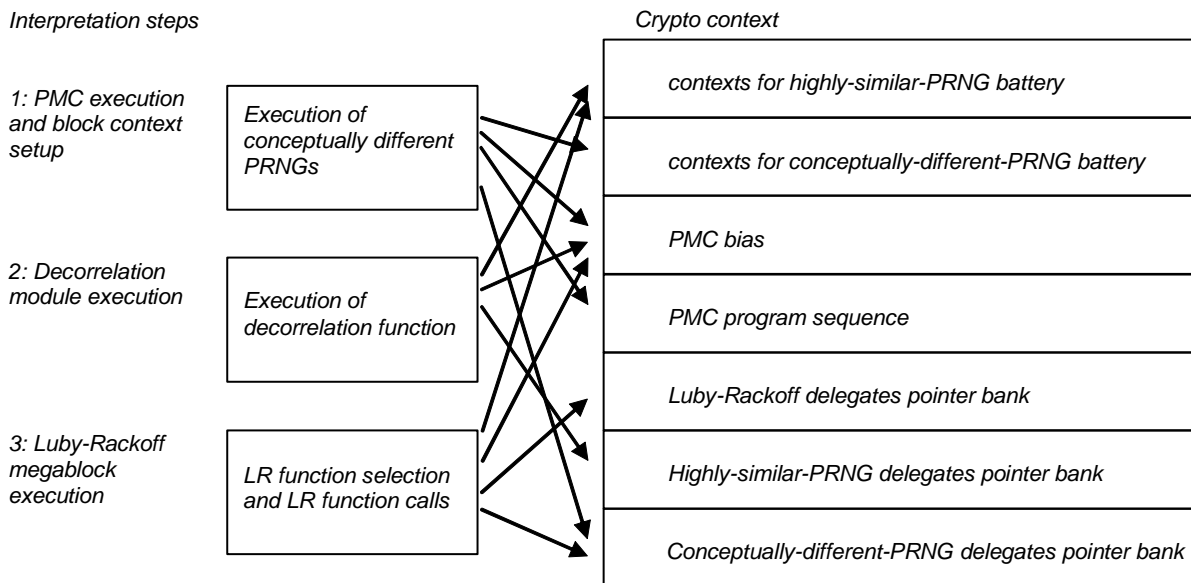 Interpretation steps
Crypto context
1: PMC execution
and block context
setup
Execution of
conceptually different
PRNGs
2: Decorrelation
module execution
Execution of
decorrelation function
3: Luby-Rackoff
megablock
execution
LR function selection
and LR function calls
contexts for highly-similar-PRNG battery
contexts for conceptually-different-PRNG battery
PMC bias
PMC program sequence
Luby-Rackoff delegates pointer bank
Highly-similar-PRNG delegates pointer bank
Conceptually-different-PRNG delegates pointer bank